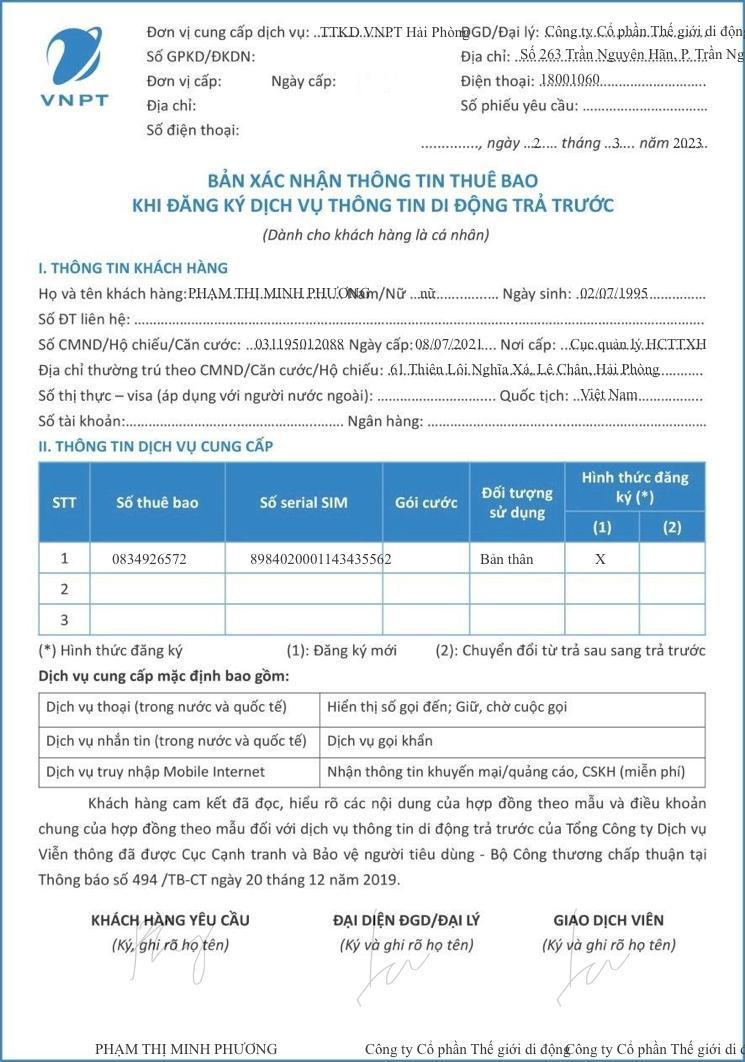 VNPT
Đơn vị cung cấp dịch vụ: ..TTKD VNPT Hải Phòng
ĐGD/Đại lý: Công ty Cổ phần Thế giới di động
Số GPKD/ĐKDN:
Địa chỉ: Số 263 Trần Nguyên Hãn, P. Trần Ng
Đơn vị cấp: Ngày cấp:
Điện thoại: 18001060
Địa chỉ:
Số phiếu yêu cầu: ................................
Số điện thoại:
..............., ngày ..2.... tháng ..3.... năm 2023.
BẢN XÁC NHẬN THÔNG TIN THUÊ BAO
KHI ĐĂNG KÝ DỊCH VỤ THÔNG TIN DI ĐỘNG TRẢ TRƯỚC
(Dành cho khách hàng là cá nhân)
I. THÔNG TIN KHÁCH HÀNG
Họ và tên khách hàng: PHẠM THỊ MINH PHƯƠNG Nam/Nữ ...nữ................. Ngày sinh: .02/07/1995...............
Số ĐT liên hệ: ................................................................
Số CMND/Hộ chiếu/Căn cước: ...031195012088 Ngày cấp: 08/07/2021.... Nơi cấp: ...Cục quản lý HCTTXH
Địa chỉ thường trú theo CMND/Căn cước/Hộ chiếu: .61 Thiên Lôi Nghĩa Xá, Lê Chân, Hải Phòng............
Số thị thực – visa (áp dụng với người nước ngoài): .............................. Quốc tịch: ...Việt Nam.................
Số tài khoản:....................................................... Ngân hàng: .......................................................
II. THÔNG TIN DỊCH VỤ CUNG CẤP
STT Số thuê bao Số serial SIM Gói cước Đối tượng sử dụng Hình thức đăng ký (*)
(1) (2)
1 0834926572 8984020001143435562 Bản thân X
2
3
(*) Hình thức đăng ký (1): Đăng ký mới (2): Chuyển đổi từ trả sau sang trả trước
Dịch vụ cung cấp mặc định bao gồm:
Dịch vụ thoại (trong nước và quốc tế) Hiển thị số gọi đến; Giữ, chờ cuộc gọi
Dịch vụ nhắn tin (trong nước và quốc tế) Dịch vụ gọi khẩn
Dịch vụ truy nhập Mobile Internet Nhận thông tin khuyến mại/quảng cáo, CSKH (miễn phí)
Khách hàng cam kết đã đọc, hiểu rõ các nội dung của hợp đồng theo mẫu và điều khoản
chung của hợp đồng theo mẫu đối với dịch vụ thông tin di động trả trước của Tổng Công ty Dịch vụ
Viễn thông đã được Cục Cạnh tranh và Bảo vệ người tiêu dùng - Bộ Công thương chấp thuận tại
Thông báo số 494 /TB-CT ngày 20 tháng 12 năm 2019.
KHÁCH HÀNG YÊU CẦU ĐẠI DIỆN ĐGD/ĐẠI LÝ GIAO DỊCH VIÊN
(Ký, ghi rõ họ tên) (Ký và ghi rõ họ tên) (Ký và ghi rõ họ tên)
PHẠM THỊ MINH PHƯƠNG Công ty Cổ phần Thế giới di động Công ty Cổ phần Thế giới di động